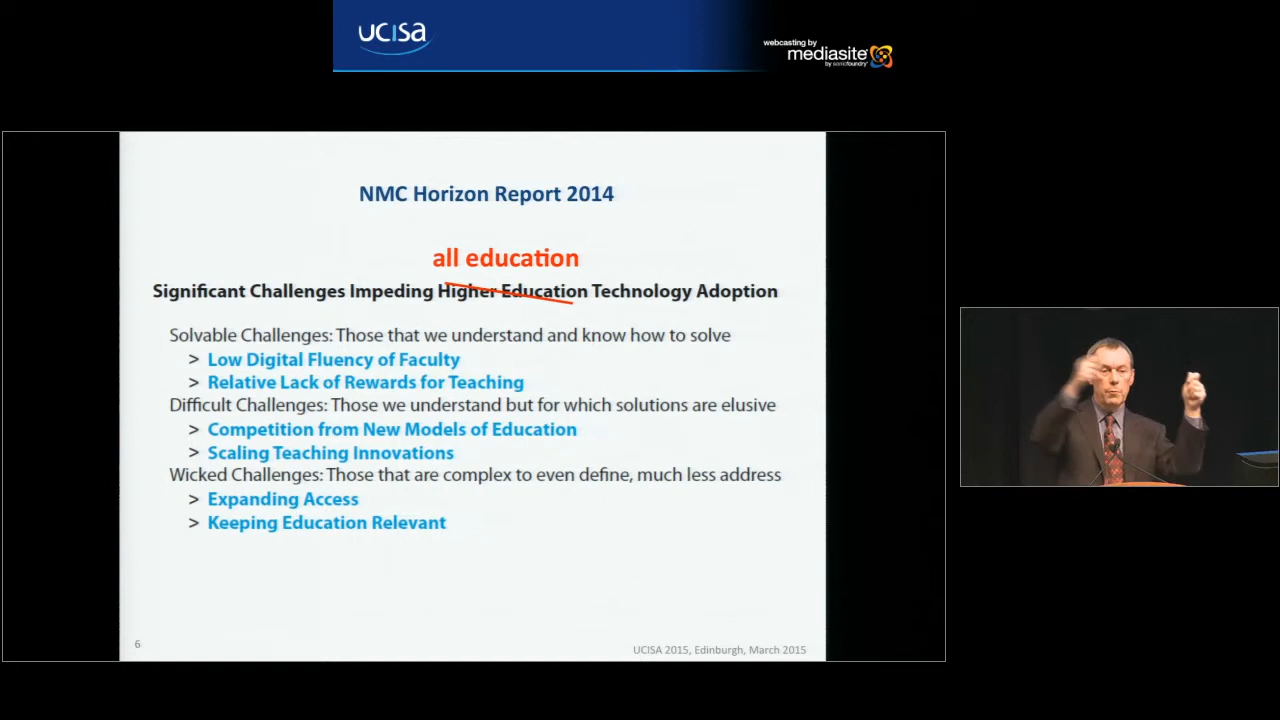 UCISA
webcasting by
mediasite
by sonicfoundry
NMC Horizon Report 2014
all education
Significant Challenges Impeding Higher Education Technology Adoption
Solvable Challenges: Those that we understand and know how to solve
> Low Digital Fluency of Faculty
> Relative Lack of Rewards for Teaching
Difficult Challenges: Those we understand but for which solutions are elusive
> Competition from New Models of Education
> Scaling Teaching Innovations
Wicked Challenges: Those that are complex to even define, much less address
> Expanding Access
> Keeping Education Relevant
6
UCISA 2015, Edinburgh, March 2015